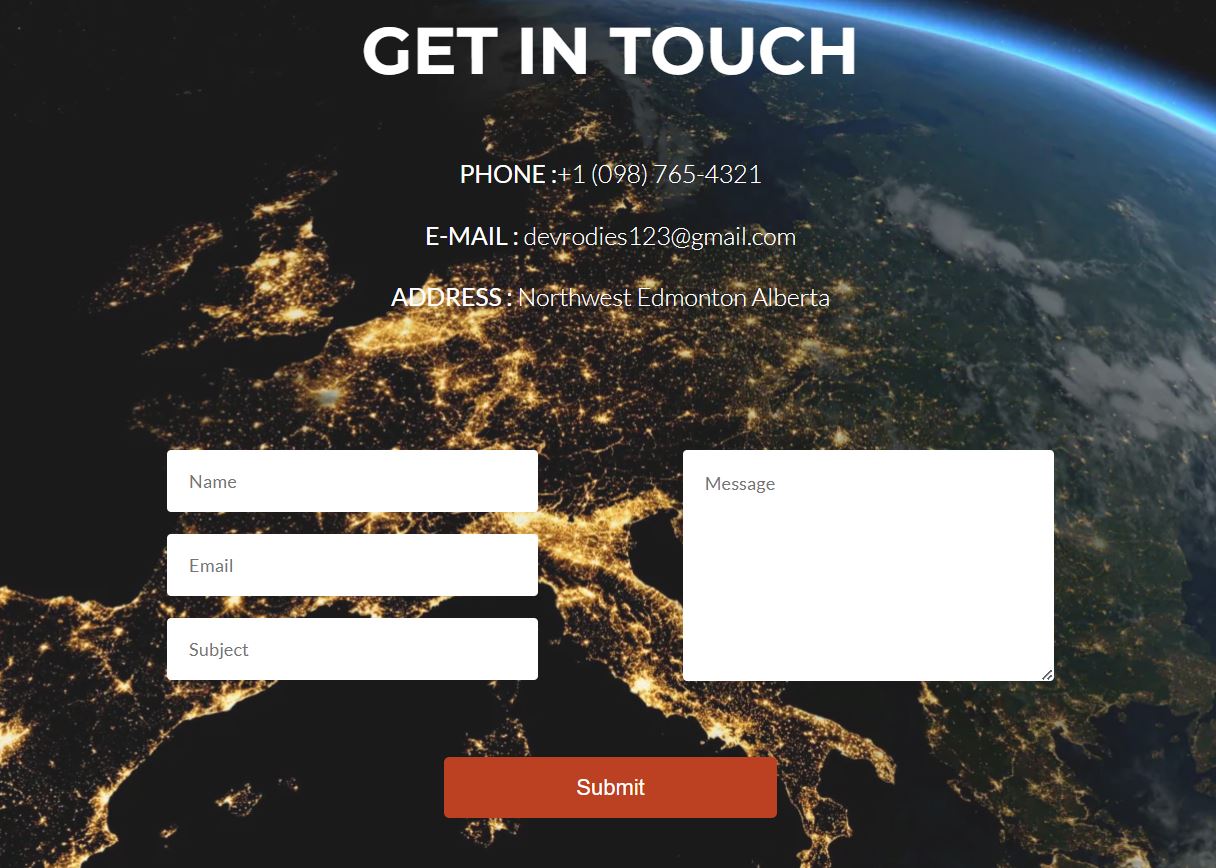 GET IN TOUCH
PHONE :+1 (098) 765-4321
E-MAIL : devrodies123@gmail.com
ADDRESS : Northwest Edmonton Alberta
Name
Message
Email
Subject
Submit